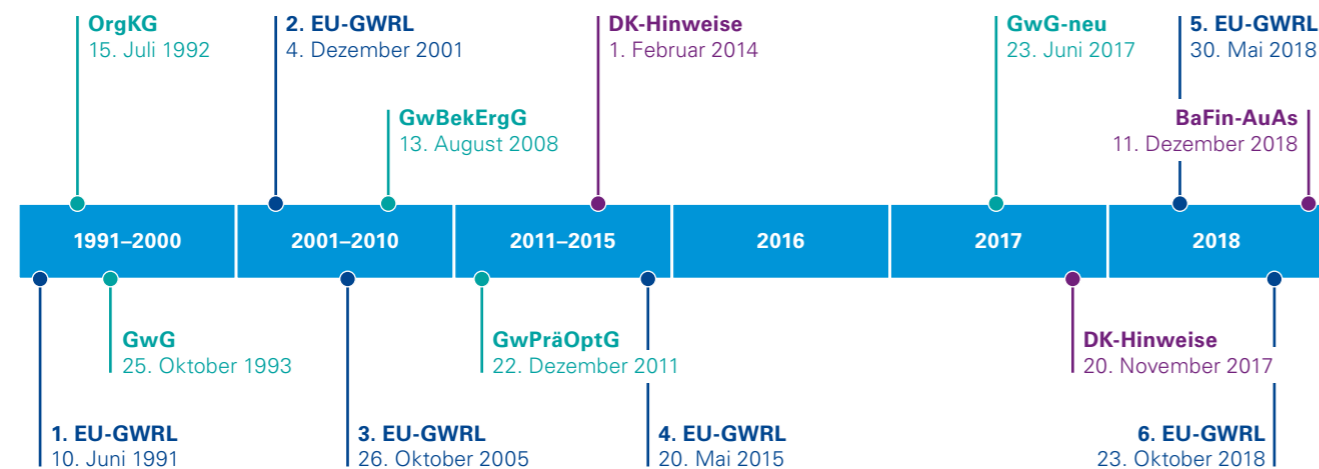 OrgKG
15. Juli 1992
2. EU-GWRL
4. Dezember 2001
DK-Hinweise
1. Februar 2014
GwG-neu
23. Juni 2017
5. EU-GWRL
30. Mai 2018
GwBekErgG
13. August 2008
BaFin-AuAs
11. Dezember 2018
1991–2000
2001–2010
2011–2015
2016
2017
2018
GwG
25. Oktober 1993
GwPräOptG
22. Dezember 2011
DK-Hinweise
20. November 2017
1. EU-GWRL
10. Juni 1991
3. EU-GWRL
26. Oktober 2005
4. EU-GWRL
20. Mai 2015
6. EU-GWRL
23. Oktober 2018